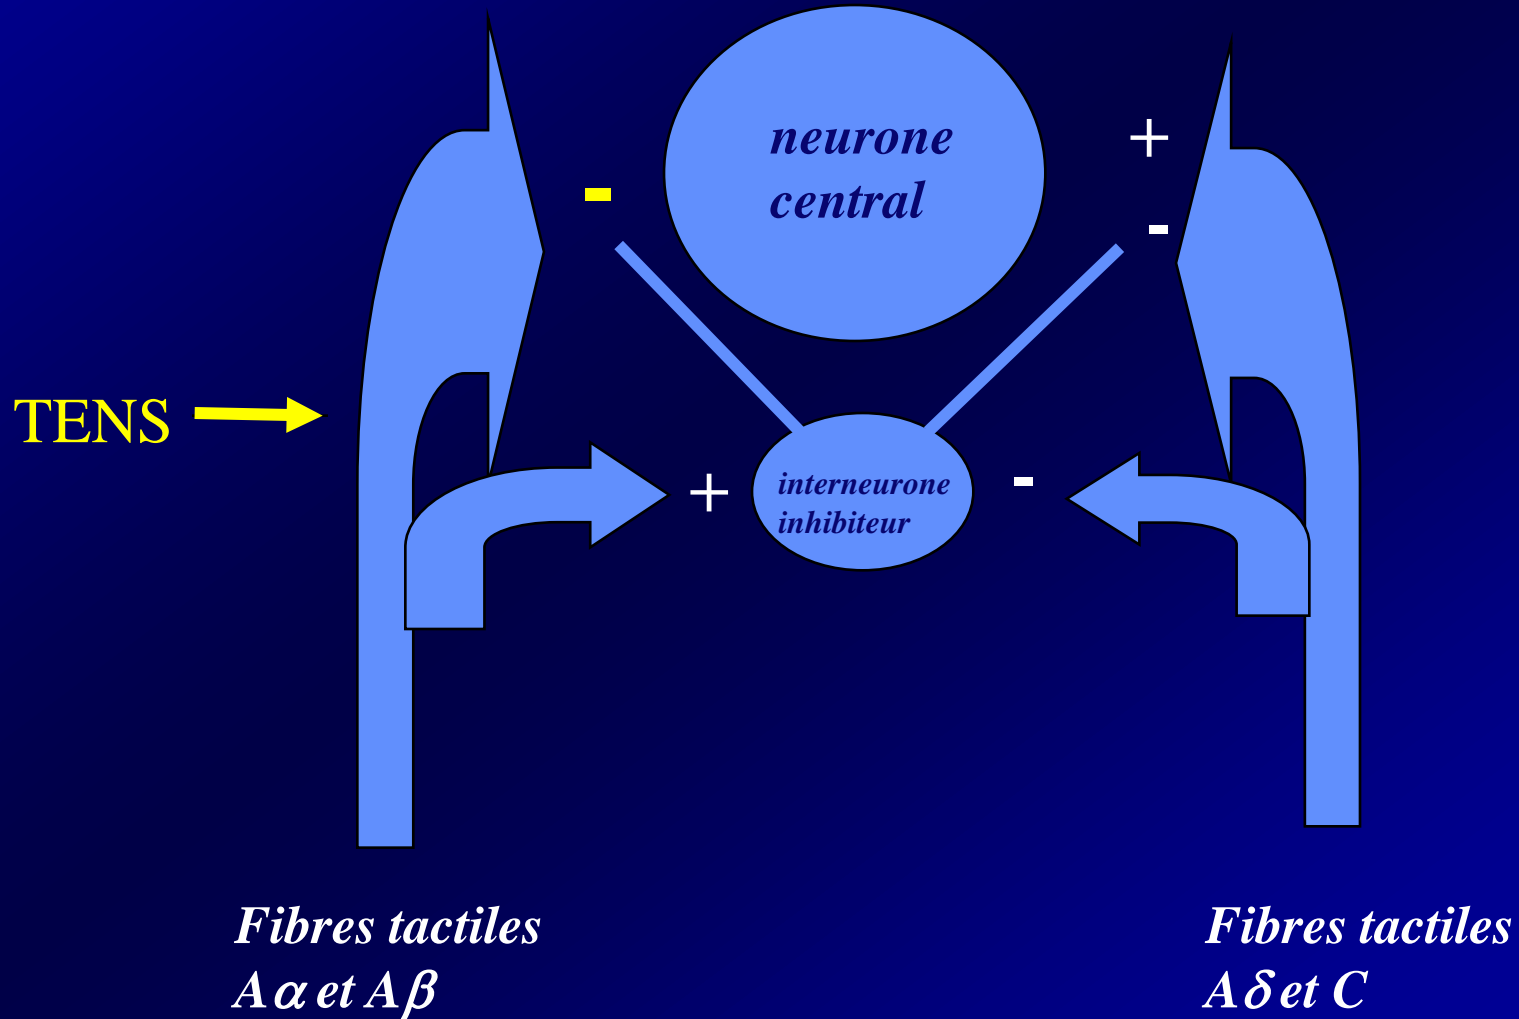 neurone
central
+
-
-
TENS
+
interneurone
inhibiteur
-
Fibres tactiles
Aα et Aβ
Fibres tactiles
Aδ et C